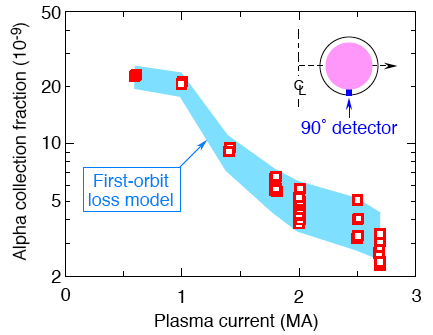 Alpha collection fraction (10-9)
50
20
10
5
2
0
1
2
3
Plasma current (MA)
First-orbit
loss model
CL
90° detector